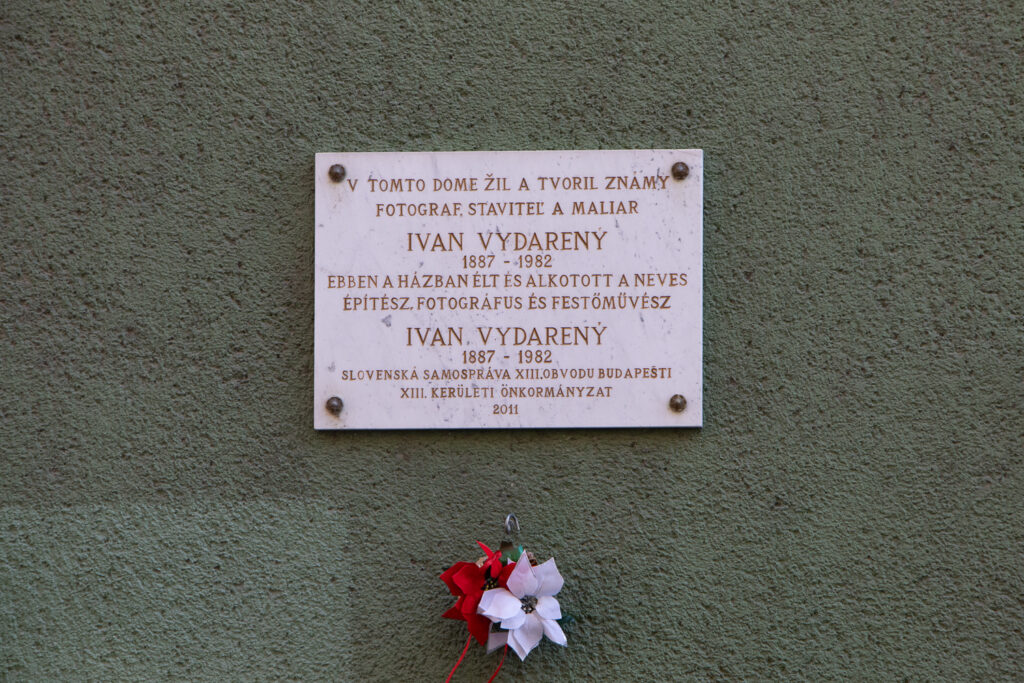 V TOMTO DOME ŽIL A TVORIL ZNÁMY
FOTOGRAF, STAVITEĽ A MALIAR
IVAN VYDARENÝ
1887 - 1982
EBBEN A HÁZBAN ÉLT ÉS ALKOTOTT A NEVES
ÉPÍTÉSZ, FOTOGRÁFUS ÉS FESTŐMŰVÉSZ
IVAN VYDARENÝ
1887 - 1982
SLOVENSKÁ SAMOSPRÁVA XIII. OBVODU BUDAPEŠTI
XIII. KERÜLETI ÖNKORMÁNYZAT
2011